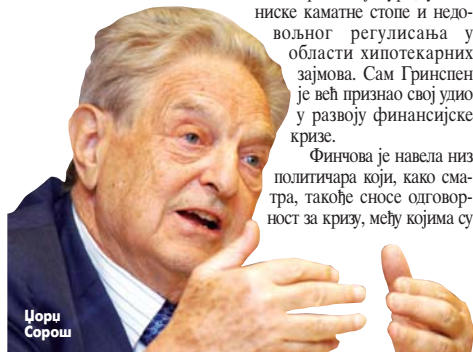 ниске каматне стопе и недо-
вољног регулисања у
области хипотекарних
зајмова. Сам Гринспен
је већ признао свој удио
у развоју финансијске
кризе.
Финчова је навела низ
политичара који, како сма-
тра, такође сносе одговор-
ност за кризу, међу којима су
Џорџ
Сорош